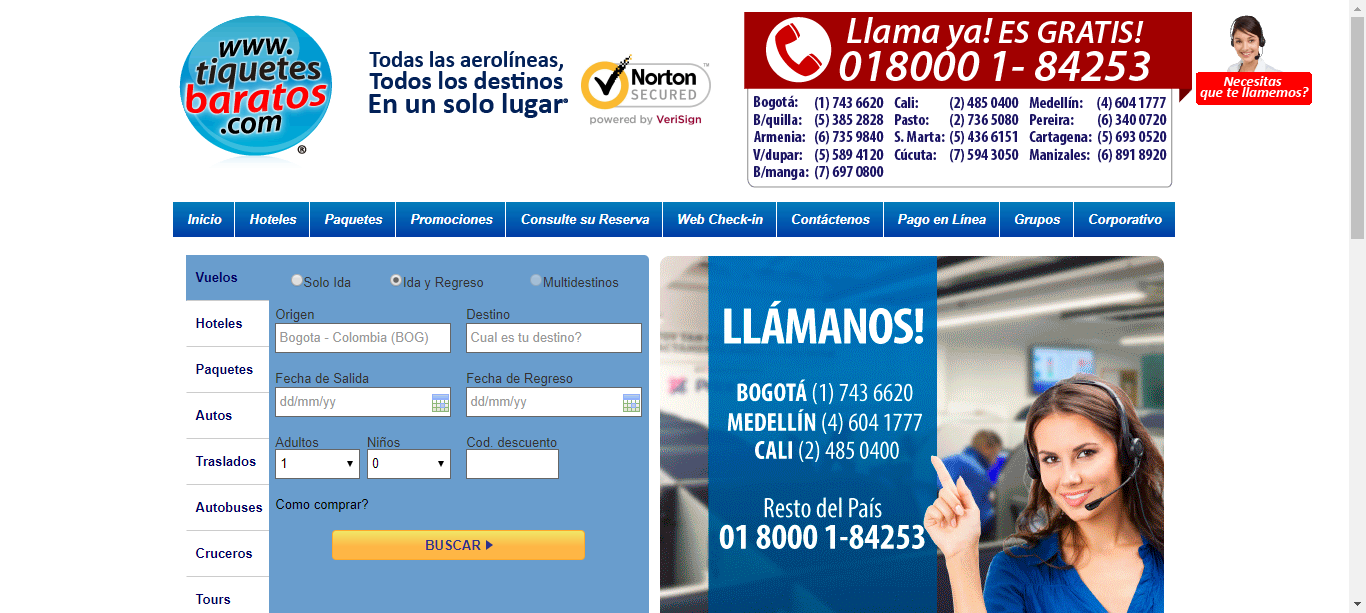 www.
tiquetes
baratos
.com
®
Todas las aerolíneas,
Todos los destinos
En un solo lugar®
Norton™
SECURED
powered by VeriSign
Llama ya! ES GRATIS!
018000 1- 84253
Necesitas
que te llamemos?
Bogotá: (1) 743 6620 Cali: (2) 485 0400 Medellín: (4) 604 1777
B/quilla: (5) 385 2828 Pasto: (2) 736 5080 Pereira: (6) 340 0720
Armenia: (6) 735 9840 S. Marta: (5) 436 6151 Cartagena: (5) 693 0520
V/dupar: (5) 589 4120 Cúcuta: (7) 594 3050 Manizales: (6) 891 8920
B/manga: (7) 697 0800
Inicio Hoteles Paquetes Promociones Consulte su Reserva Web Check-in Contáctenos Pago en Línea Grupos Corporativo
Vuelos
Hoteles
Paquetes
Autos
Traslados
Autobuses
Cruceros
Tours
Solo Ida Ida y Regreso Multidestinos
Origen Destino
Bogota - Colombia (BOG) Cual es tu destino?
Fecha de Salida Fecha de Regreso
dd/mm/yy dd/mm/yy
Adultos Niños Cod. descuento
1 0
Como comprar?
BUSCAR
LLÁMANOS!
BOGOTÁ (1) 743 6620
MEDELLÍN (4) 604 1777
CALI (2) 485 0400
Resto del País
01 8000 1-84253